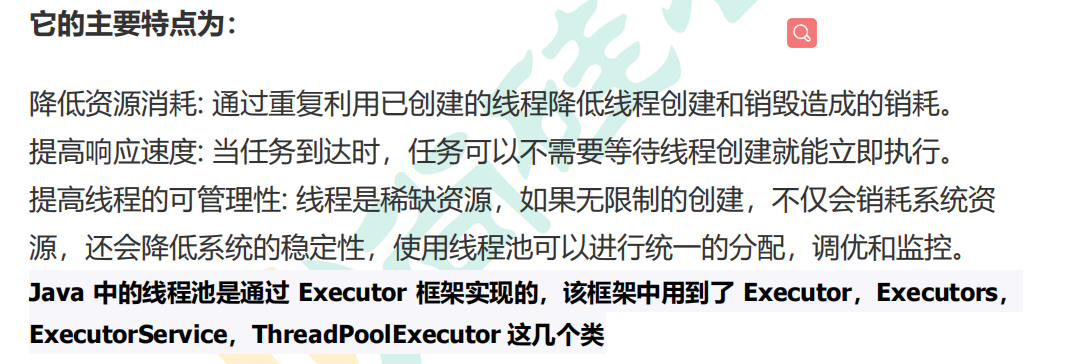 它的主要特点为：
降低资源消耗: 通过重复利用已创建的线程降低线程创建和销毁造成的销耗。
提高响应速度: 当任务到达时，任务可以不需要等待线程创建就能立即执行。
提高线程的可管理性: 线程是稀缺资源，如果无限制的创建，不仅会销耗系统资
源，还会降低系统的稳定性，使用线程池可以进行统一的分配，调优和监控。
Java 中的线程池是通过 Executor 框架实现的，该框架中用到了 Executor，Executors，
ExecutorService，ThreadPoolExecutor 这几个类